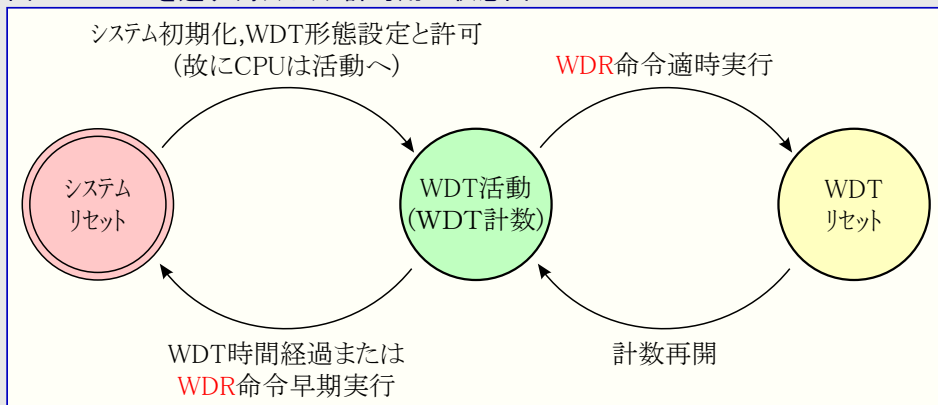 システム初期化,WDT形態設定と許可
(故にCPUは活動へ)
WDR命令適時実行
システム
リセット
WDT活動
(WDT計数)
WDT
リセット
WDT時間経過または
WDR命令早期実行
計数再開